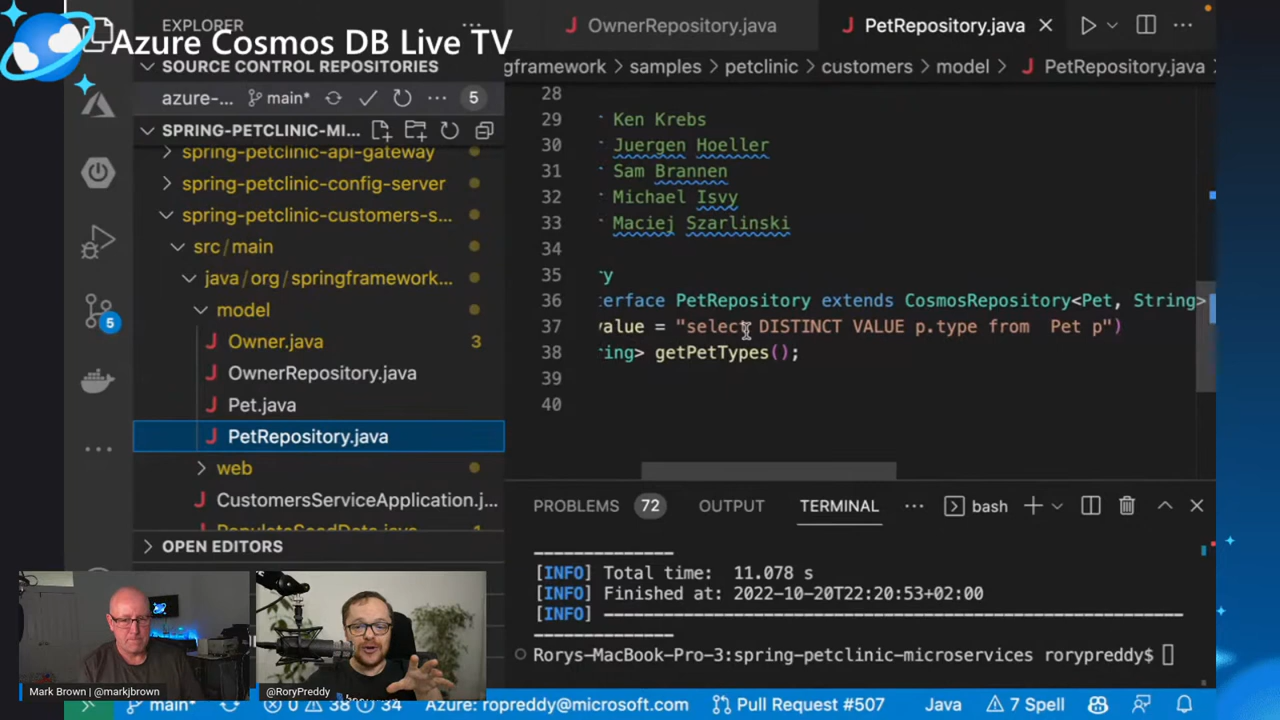 Azure Cosmos DB Live TV
EXPLORER
SOURCE CONTROL REPOSITORIES
azure-... main* 5
SPRING-PETCLINIC-MI...
spring-petclinic-api-gateway
spring-petclinic-config-server
spring-petclinic-customers-s...
src/main
java/org/springframework...
model
Owner.java 3
OwnerRepository.java
Pet.java
PetRepository.java
web
CustomersServiceApplication.j...
PopulateSeedData.java 1
OPEN EDITORS
5
OwnerRepository.java PetRepository.java
gframework > samples > petclinic > customers > model > PetRepository.java
28
29 Ken Krebs
30 Juergen Hoeller
31 Sam Brannen
32 Michael Isvy
33 Maciej Szarlinski
34
35 ry
36 erface PetRepository extends CosmosRepository<Pet, String>
37 value = "select DISTINCT VALUE p.type from Pet p")
38 ing> getPetTypes();
39
40
PROBLEMS 72 OUTPUT TERMINAL ... bash
[INFO] Total time: 11.078 s
[INFO] Finished at: 2022-10-20T22:20:53+02:00
[INFO] ------------------------------------------------------------------------
Rorys-MacBook-Pro-3:spring-petclinic-microservices rorypreddy$
Mark Brown | @markjbrown
@RoryPreddy
main* 0 38 34 Azure: ropreddy@microsoft.com Pull Request #507 Java 7 Spell